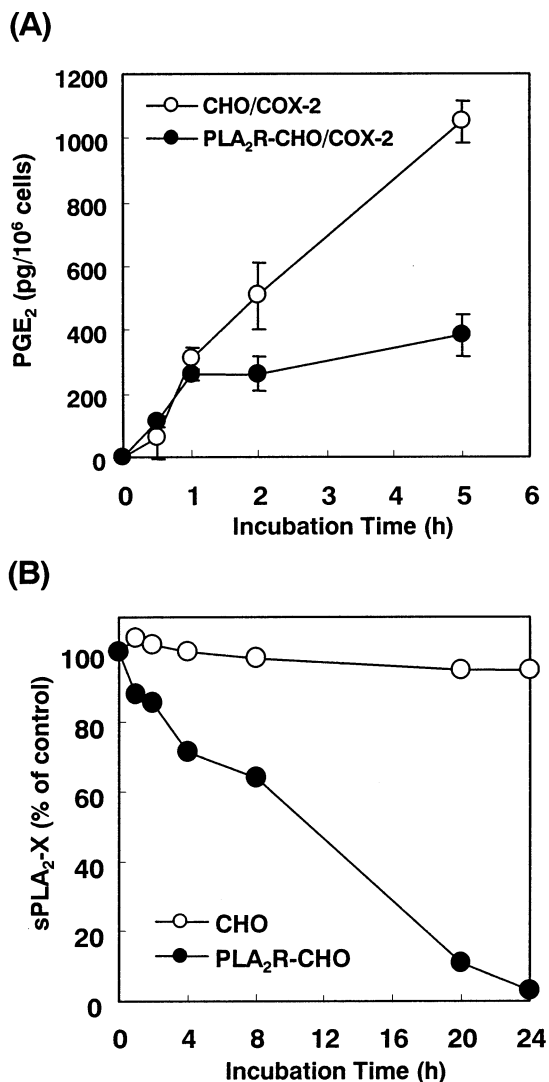 (A)
1200
1000
800
600
400
200
0
PGE₂ (pg/10⁶ cells)
CHO/COX-2
PLA₂R-CHO/COX-2
0 1 2 3 4 5 6
Incubation Time (h)
(B)
100
80
60
40
20
0
sPLA₂-X (% of control)
CHO
PLA₂R-CHO
0 4 8 12 16 20 24
Incubation Time (h)